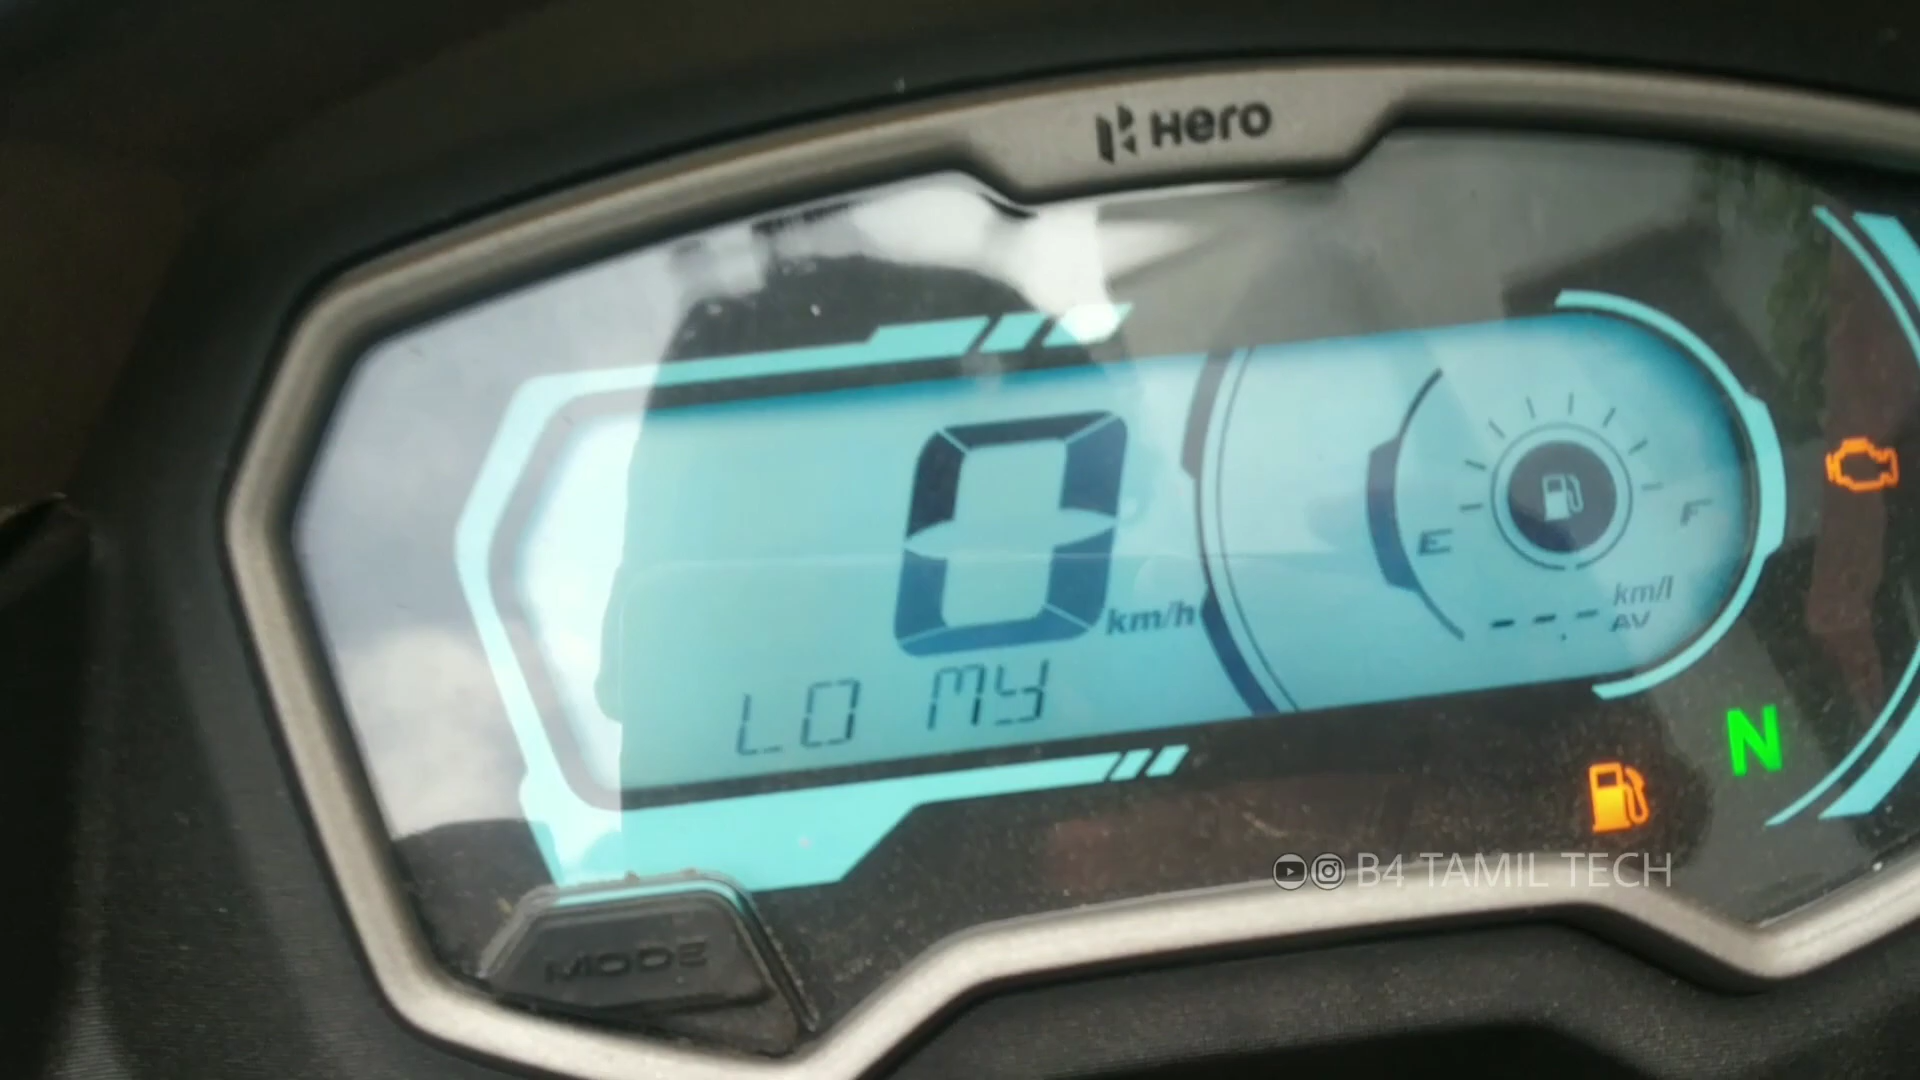 Hero
0 km/h
E F
LO MY
---.- km/l
AV
N
B4 TAMIL TECH
MODE